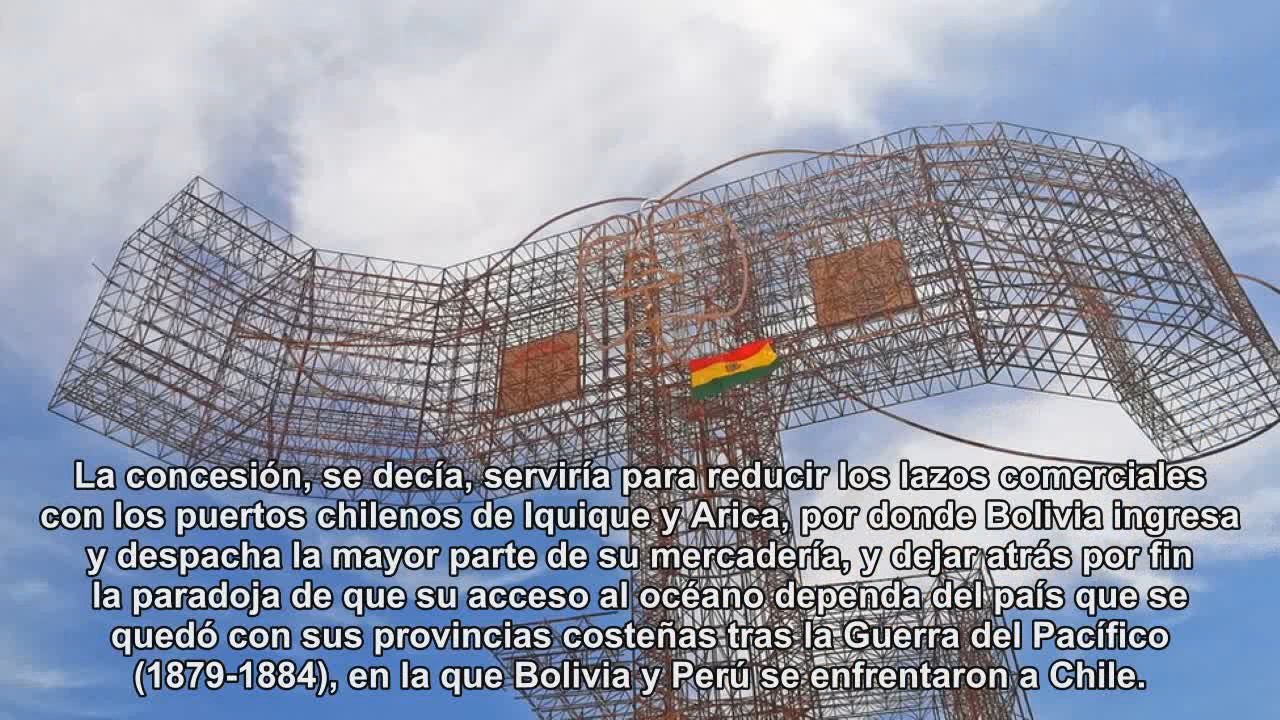 La concesión, se decía, serviría para reducir los lazos comerciales
con los puertos chilenos de Iquique y Arica, por donde Bolivia ingresa
y despacha la mayor parte de su mercadería, y dejar atrás por fin
la paradoja de que su acceso al océano dependa del país que se
quedó con sus provincias costeñas tras la Guerra del Pacífico
(1879-1884), en la que Bolivia y Perú se enfrentaron a Chile.